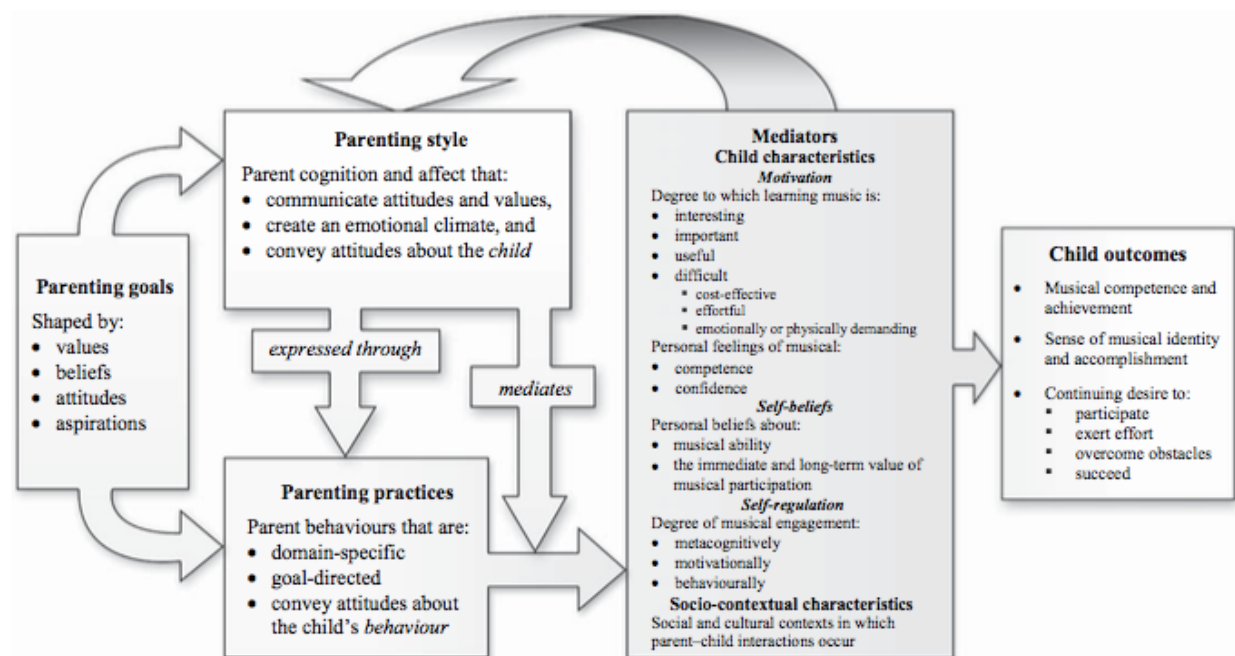 Parenting goals
Shaped by:
• values
• beliefs
• attitudes
• aspirations
Parenting style
Parent cognition and affect that:
• communicate attitudes and values,
• create an emotional climate, and
• convey attitudes about the child
expressed through
mediates
Parenting practices
Parent behaviours that are:
• domain-specific
• goal-directed
• convey attitudes about
the child's behaviour
Mediators
Child characteristics
Motivation
Degree to which learning music is:
• interesting
• important
• useful
• difficult
▪ cost-effective
▪ effortful
▪ emotionally or physically demanding
Personal feelings of musical:
• competence
• confidence
Self-beliefs
Personal beliefs about:
• musical ability
• the immediate and long-term value of
musical participation
Self-regulation
Degree of musical engagement:
• metacognitively
• motivationally
• behaviourally
Socio-contextual characteristics
Social and cultural contexts in which
parent–child interactions occur
Child outcomes
• Musical competence and
achievement
• Sense of musical identity
and accomplishment
• Continuing desire to:
▪ participate
▪ exert effort
▪ overcome obstacles
▪ succeed